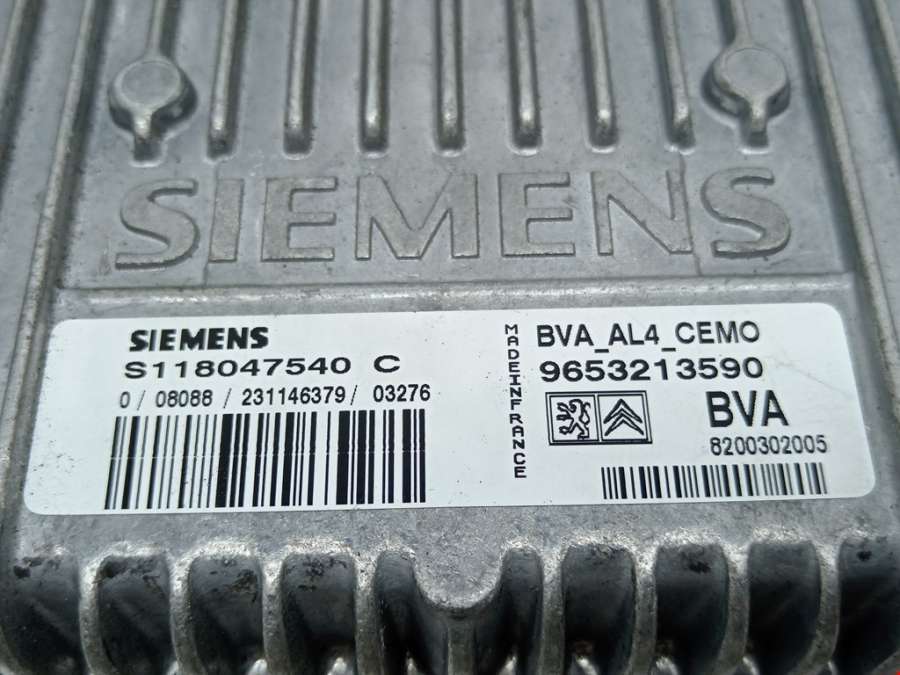 SIEMENS
SIEMENS
S118047540 C
0 / 08088 / 231146379 / 03276
MADEINFRANCE
BVA_AL4_CEMO
9653213590
BVA
8200302005